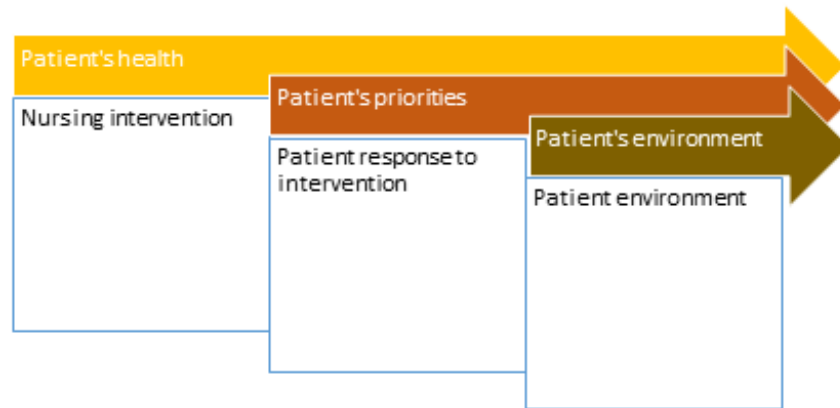 Patient's health
Nursing intervention
Patient's priorities
Patient response to
intervention
Patient's environment
Patient environment